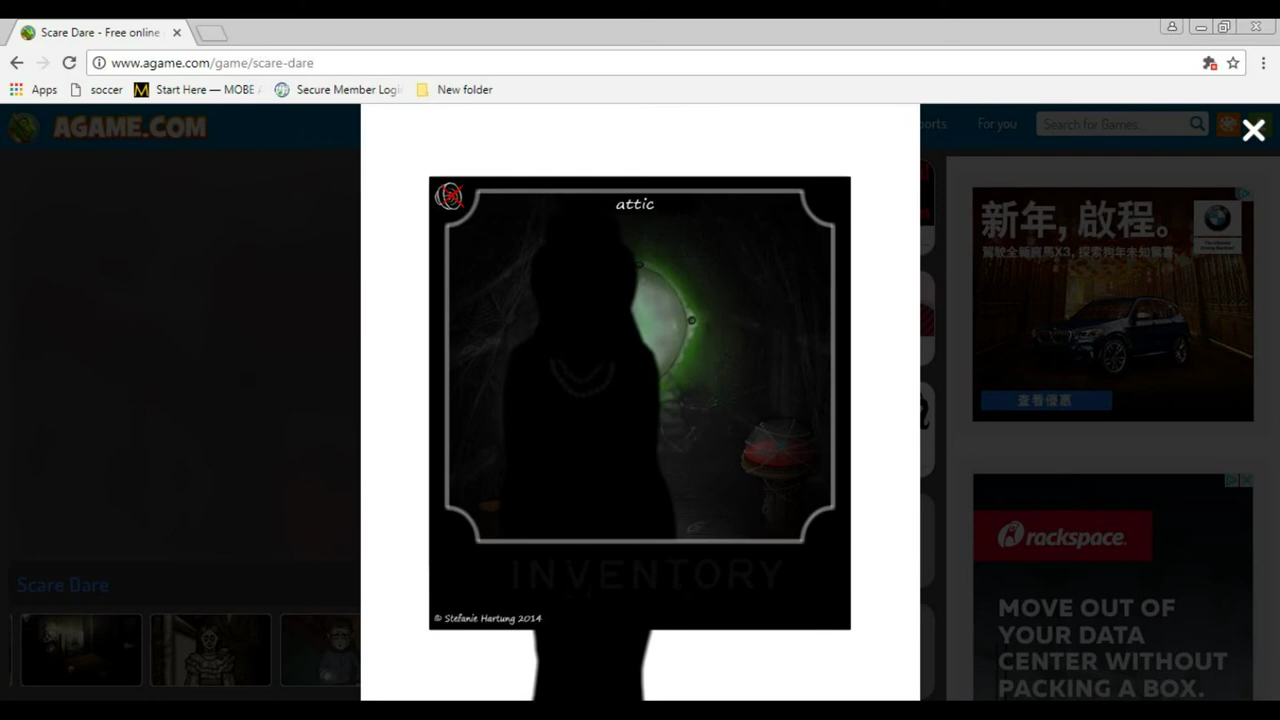 Scare Dare - Free online
www.agame.com/game/scare-dare
Apps
soccer
Start Here — MOBE
Secure Member Logi
New folder
AGAME.COM
orts
For you
Search for Games...
attic
INVENTORY
© Stefanie Hartung 2014
Scare Dare
新年,啟程。
駕駛全新寶馬X3, 探索狗年未知驚喜。
查看優惠
rackspace.
MOVE OUT OF
YOUR DATA
CENTER WITHOUT
PACKING A BOX.